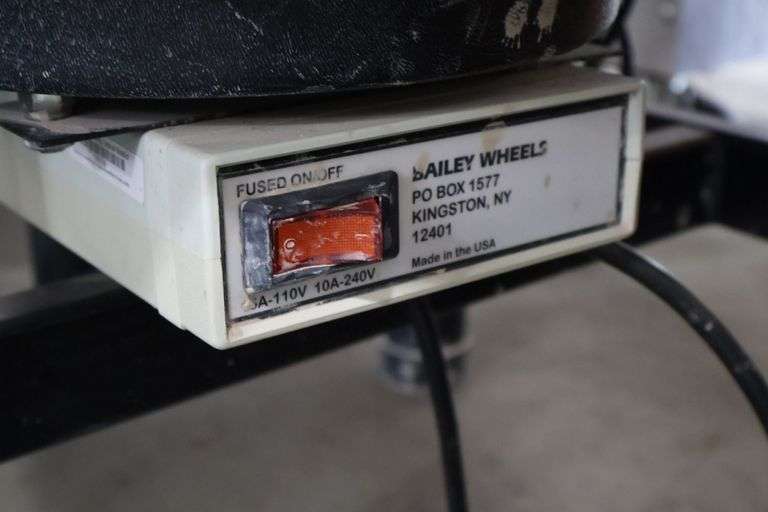 FUSED ON/OFF
BAILEY WHEELS
PO BOX 1577
KINGSTON, NY
12401
Made in the USA
10A-240V